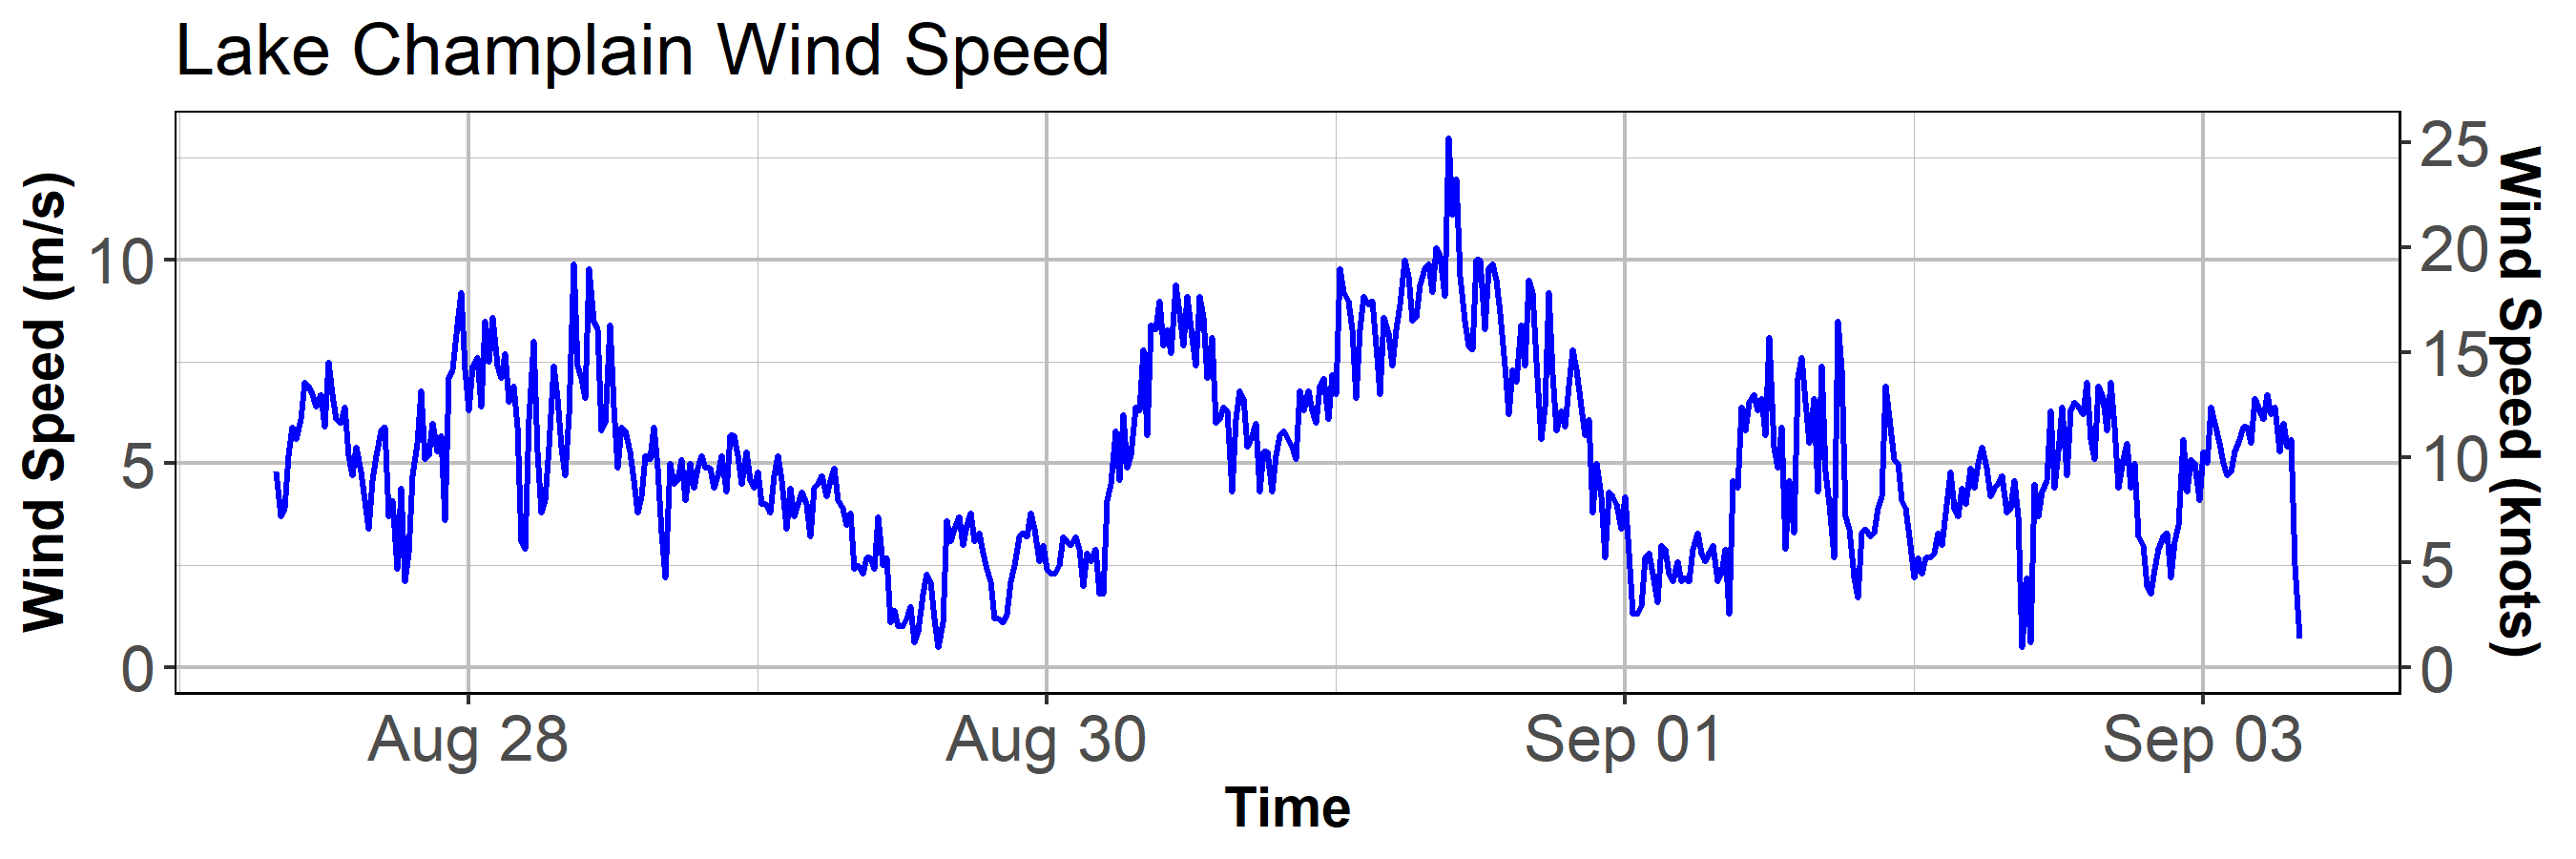 Lake Champlain Wind Speed
Wind Speed (m/s)
10
5
0
25
20
15
10
5
0
Wind Speed (knots)
Aug 28
Aug 30
Sep 01
Sep 03
Time